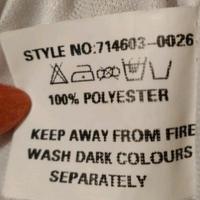 STYLE NO:714603-0026
100% POLYESTER
KEEP AWAY FROM FIRE
WASH DARK COLOURS
SEPARATELY